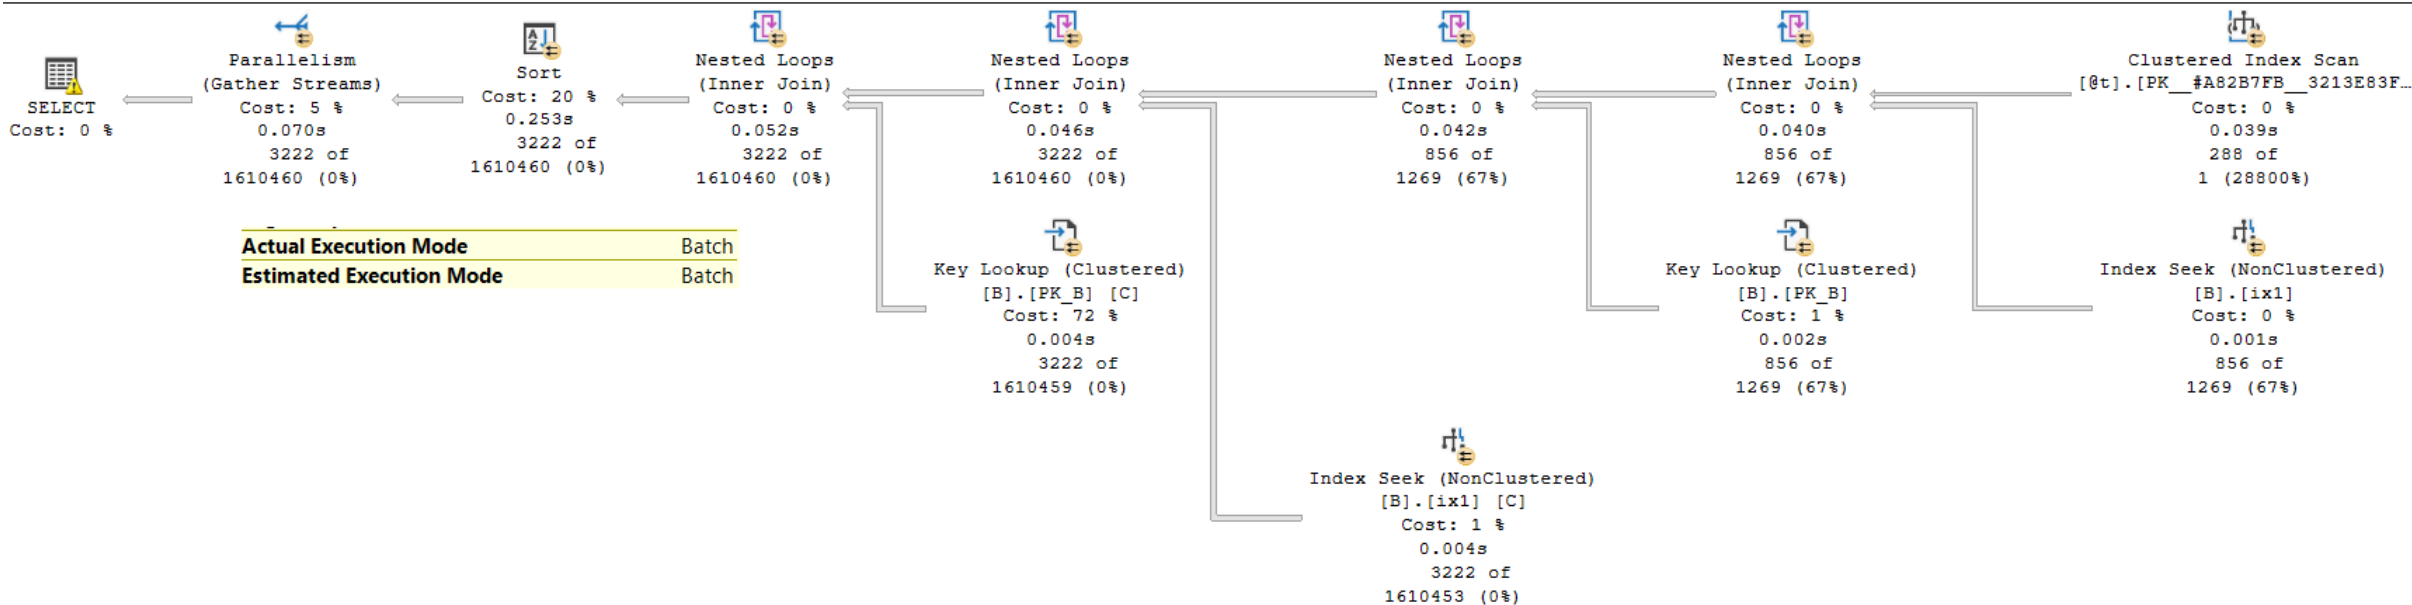 SELECT
Cost: 0 %
Parallelism
(Gather Streams)
Cost: 5 %
0.070s
3222 of
1610460 (0%)
Sort
Cost: 20 %
0.253s
3222 of
1610460 (0%)
Nested Loops
(Inner Join)
Cost: 0 %
0.052s
3222 of
1610460 (0%)
Nested Loops
(Inner Join)
Cost: 0 %
0.046s
3222 of
1610460 (0%)
Nested Loops
(Inner Join)
Cost: 0 %
0.042s
856 of
1269 (67%)
Nested Loops
(Inner Join)
Cost: 0 %
0.040s
856 of
1269 (67%)
Clustered Index Scan
[@t].[PK__#A82B7FB__3213E83F…
Cost: 0 %
0.039s
288 of
1 (28800%)
Actual Execution Mode Batch
Estimated Execution Mode Batch
Key Lookup (Clustered)
[B].[PK_B] [C]
Cost: 72 %
0.004s
3222 of
1610459 (0%)
Key Lookup (Clustered)
[B].[PK_B]
Cost: 1 %
0.002s
856 of
1269 (67%)
Index Seek (NonClustered)
[B].[ix1]
Cost: 0 %
0.001s
856 of
1269 (67%)
Index Seek (NonClustered)
[B].[ix1] [C]
Cost: 1 %
0.004s
3222 of
1610453 (0%)